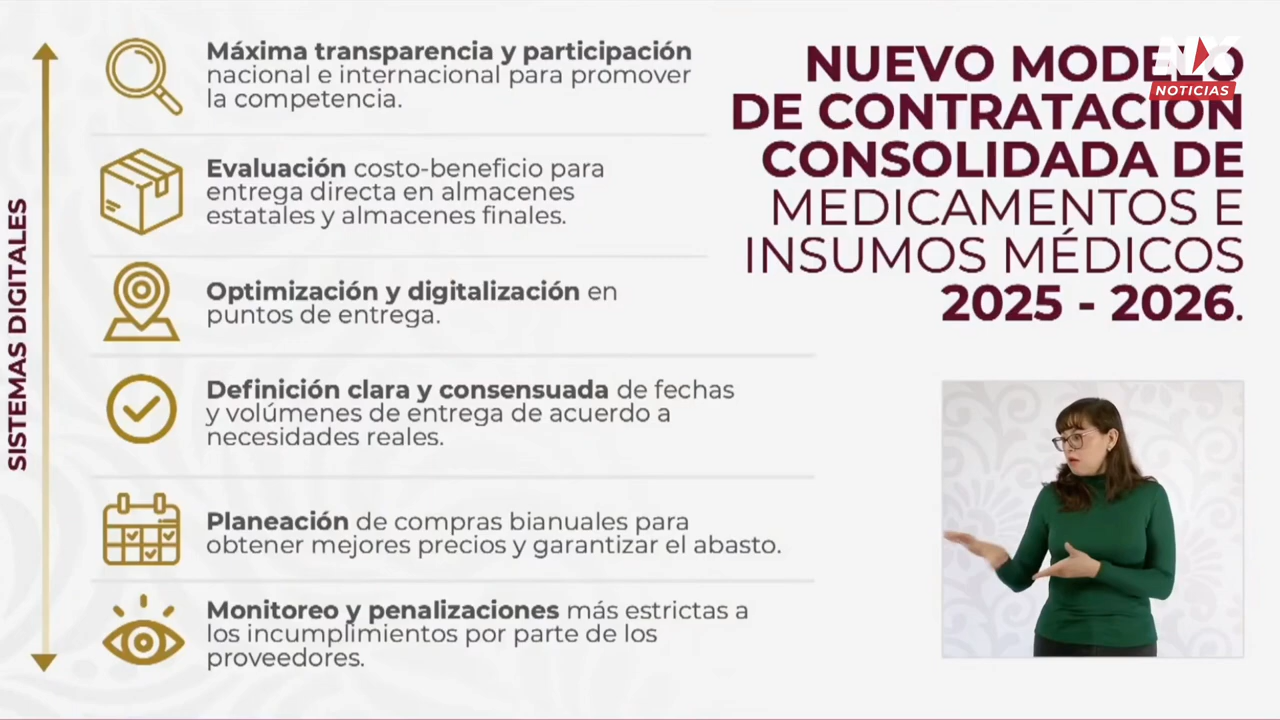 SISTEMAS DIGITALES
Máxima transparencia y participación
nacional e internacional para promover
la competencia.
Evaluación costo-beneficio para
entrega directa en almacenes
estatales y almacenes finales.
Optimización y digitalización en
puntos de entrega.
Definición clara y consensuada de fechas
y volúmenes de entrega de acuerdo a
necesidades reales.
Planeación de compras bianuales para
obtener mejores precios y garantizar el abasto.
Monitoreo y penalizaciones más estrictas a
los incumplimientos por parte de los
proveedores.
NUEVO MODELO
DE CONTRATACIÓN
CONSOLIDADA DE
MEDICAMENTOS E
INSUMOS MÉDICOS
2025 - 2026.
NOTICIAS